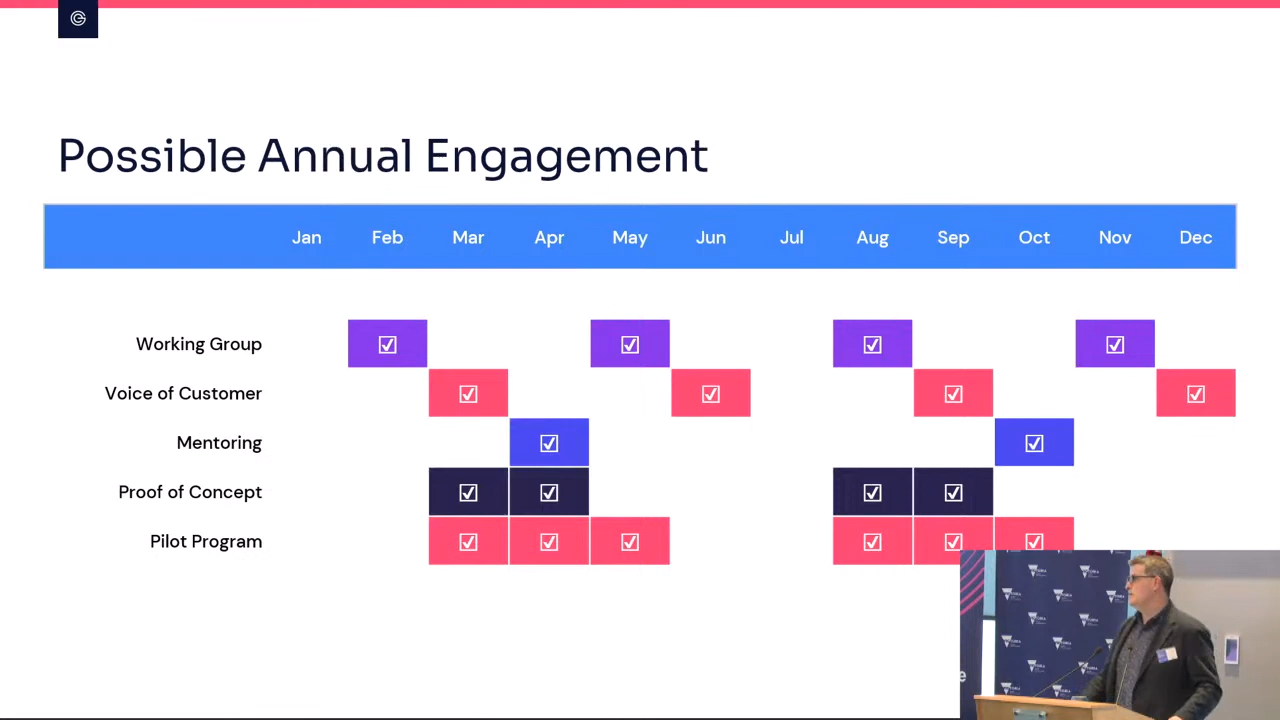 Possible Annual Engagement
Jan Feb Mar Apr May Jun Jul Aug Sep Oct Nov Dec
Working Group ☑ ☑ ☑ ☑
Voice of Customer ☑ ☑ ☑ ☑
Mentoring ☑ ☑
Proof of Concept ☑ ☑ ☑ ☑
Pilot Program ☑ ☑ ☑ ☑ ☑ ☑